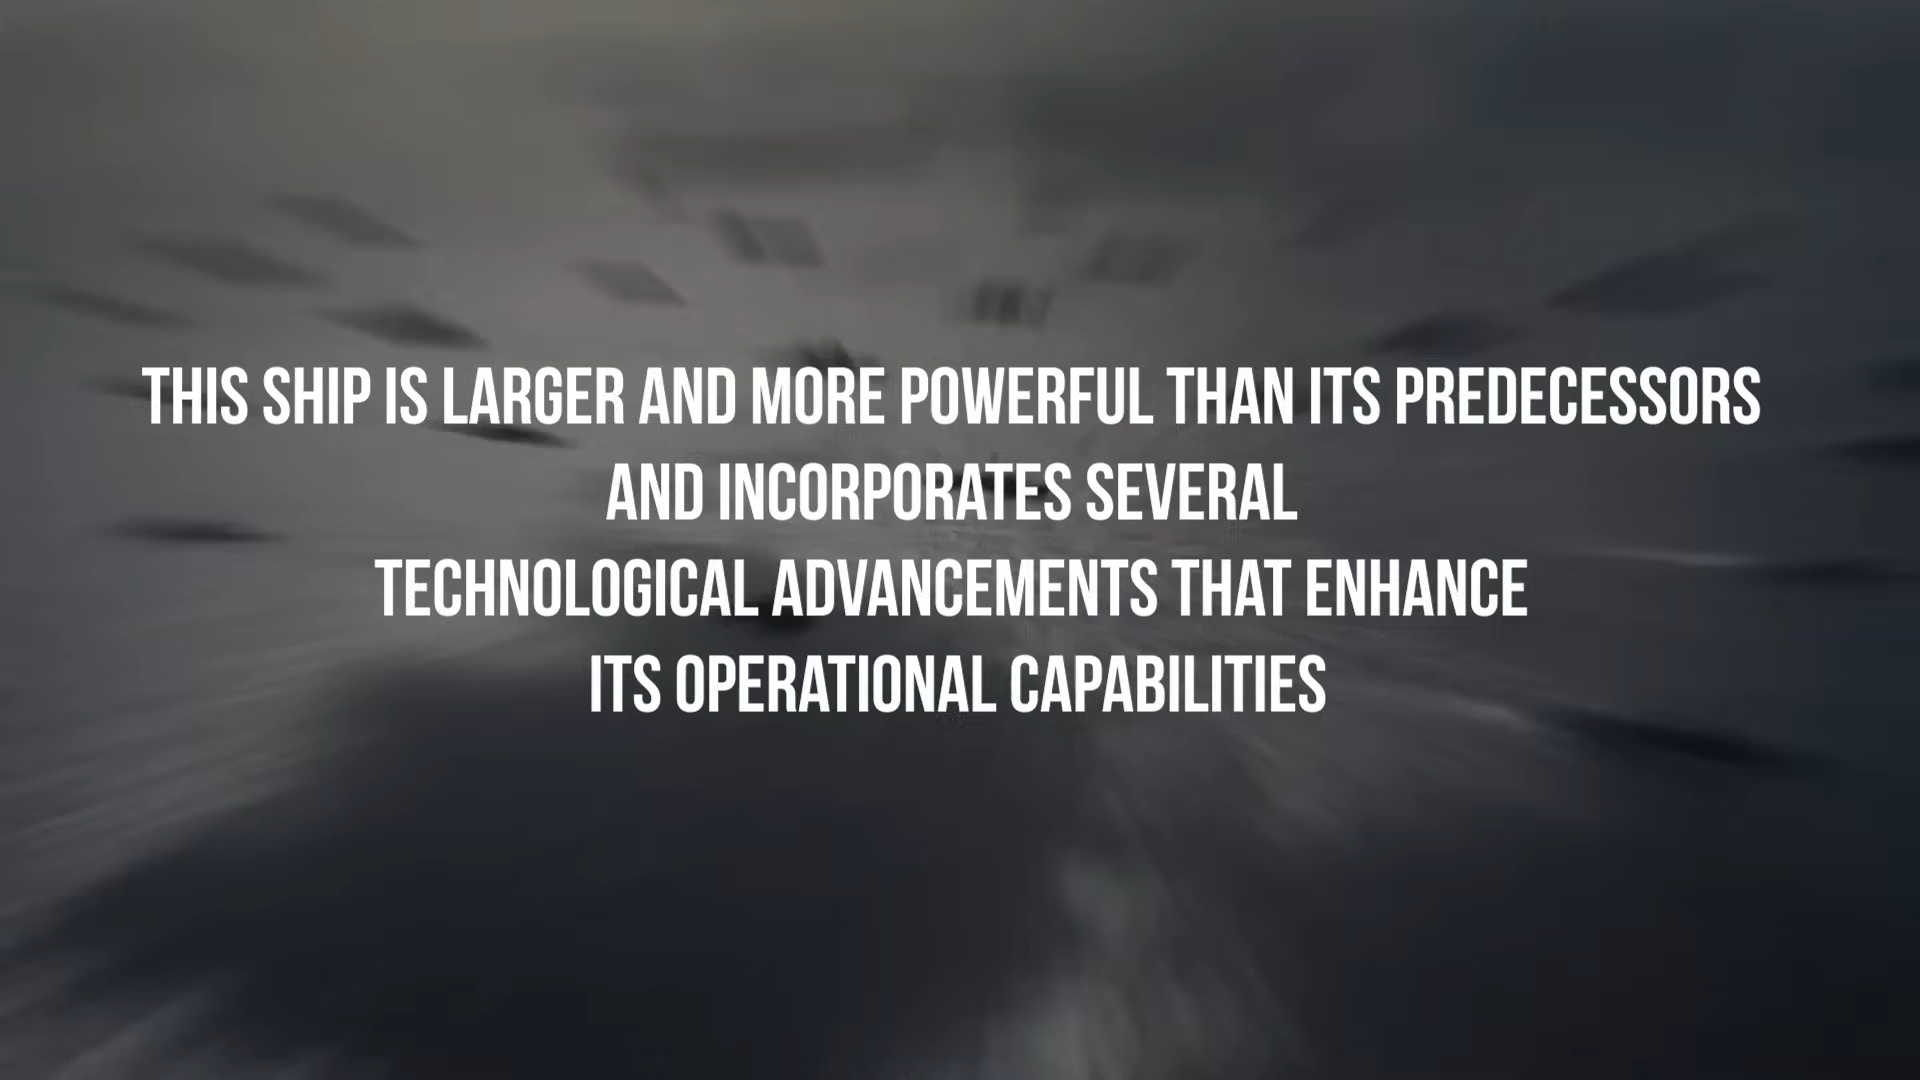 THIS SHIP IS LARGER AND MORE POWERFUL THAN ITS PREDECESSORS
AND INCORPORATES SEVERAL
TECHNOLOGICAL ADVANCEMENTS THAT ENHANCE
ITS OPERATIONAL CAPABILITIES